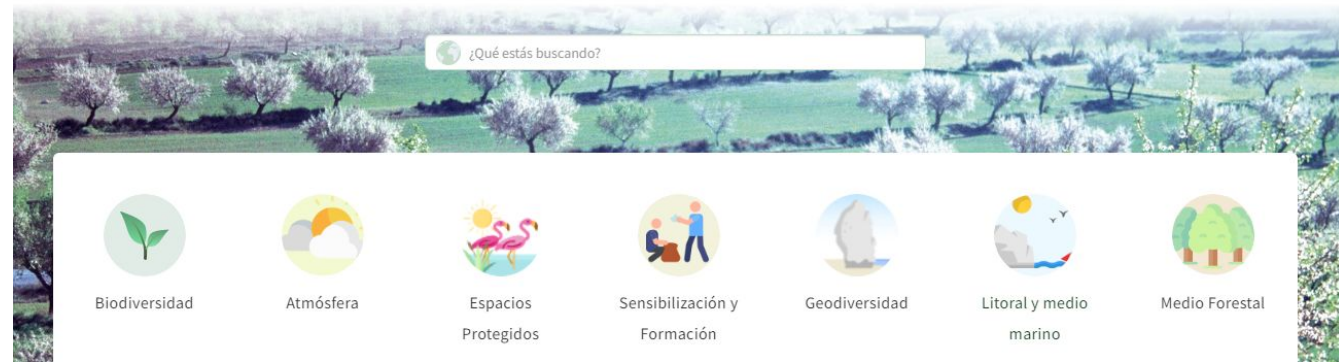 ¿Qué estás buscando?
Biodiversidad
Atmósfera
Espacios
Protegidos
Sensibilización y
Formación
Geodiversidad
Litoral y medio
marino
Medio Forestal